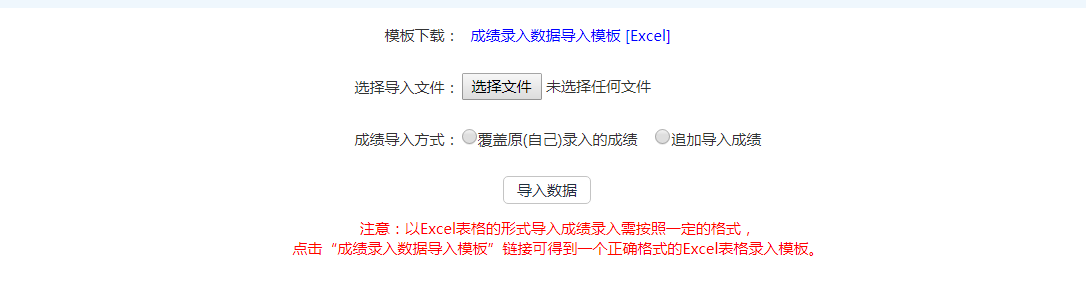 模板下载： 成绩录入数据导入模板 [Excel]
选择导入文件： 选择文件 未选择任何文件
成绩导入方式： 覆盖原(自己)录入的成绩 追加导入成绩
导入数据
注意：以Excel表格的形式导入成绩录入需按照一定的格式，
点击“成绩录入数据导入模板”链接可得到一个正确格式的Excel表格录入模板。